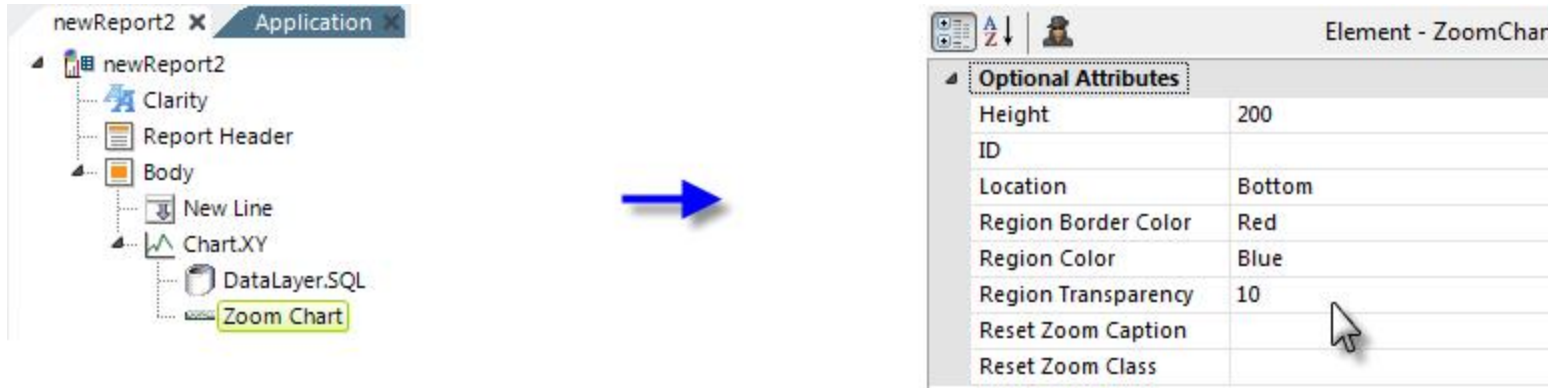 newReport2 Application
newReport2
Clarity
Report Header
Body
New Line
Chart.XY
DataLayer.SQL
Zoom Chart
A Z Element - ZoomChar
Optional Attributes
Height 200
ID
Location Bottom
Region Border Color Red
Region Color Blue
Region Transparency 10
Reset Zoom Caption
Reset Zoom Class